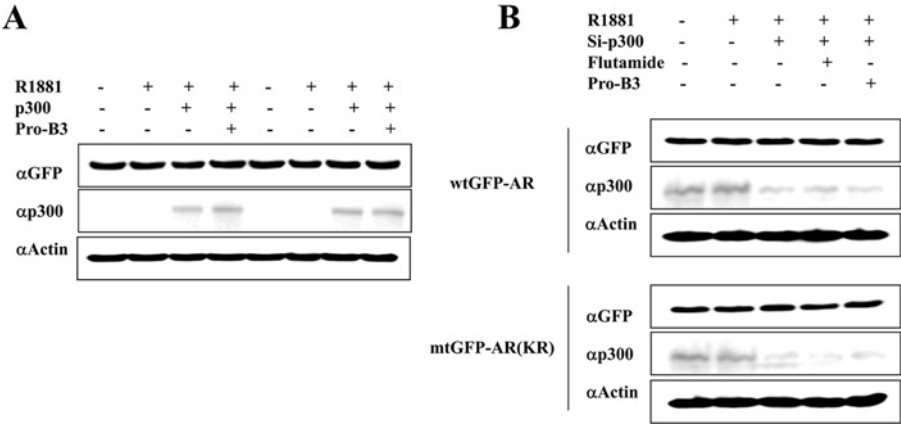 A
R1881 - + + + - + + +
p300 - - + + - - + +
Pro-B3 - - - + - - - +
αGFP
αp300
αActin
B
R1881 - + + + +
Si-p300 - - + + +
Flutamide - - - + -
Pro-B3 - - - - +
wtGFP-AR
αGFP
αp300
αActin
mtGFP-AR(KR)
αGFP
αp300
αActin